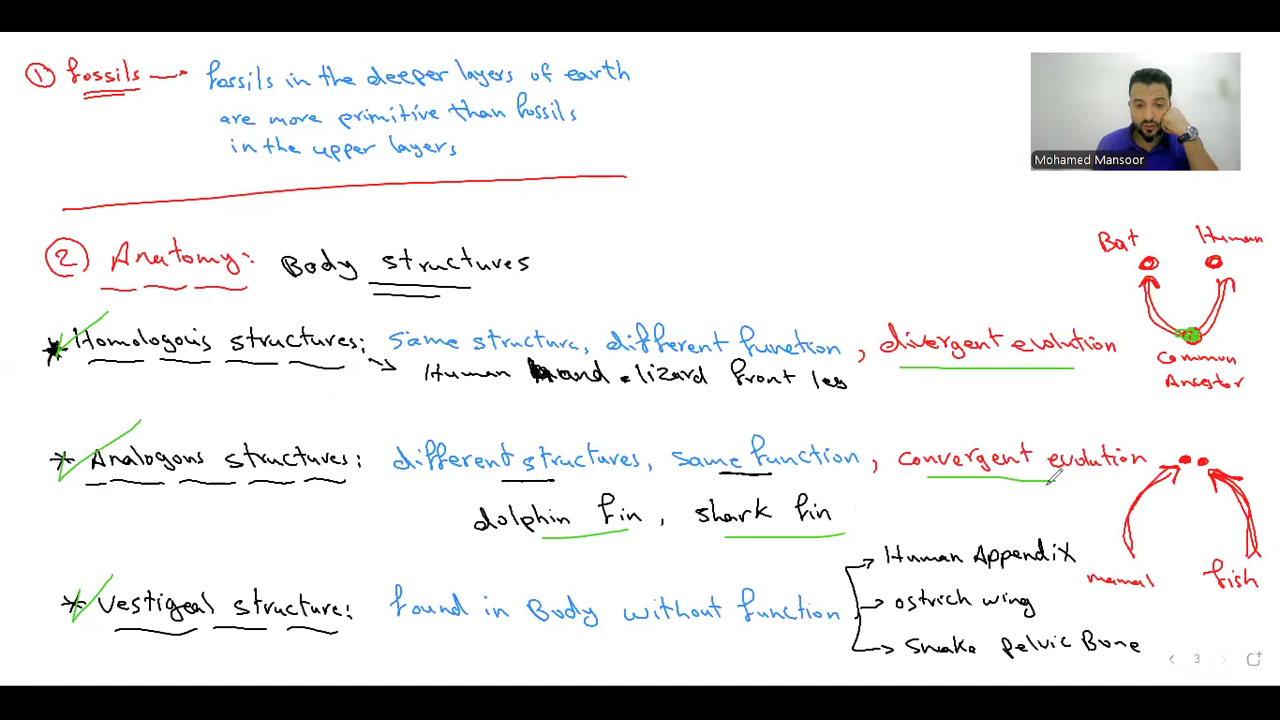 ① Fossils → fossils in the deeper layers of earth
are more primitive than fossils
in the upper layers
Mohamed Mansoor
② Anatomy: Body structures
Bat Human
* Homologous structures: same structure, different function, divergent evolution
Human hand. lizard front leg
common
Ancestor
* Analogous structures: different structures, same function, convergent evolution
dolphin fin, shark fin
mamal fish
* Vestigeal structure: found in Body without function
→ Human Appendix
→ ostrich wing
→ Snake pelvic Bone
3